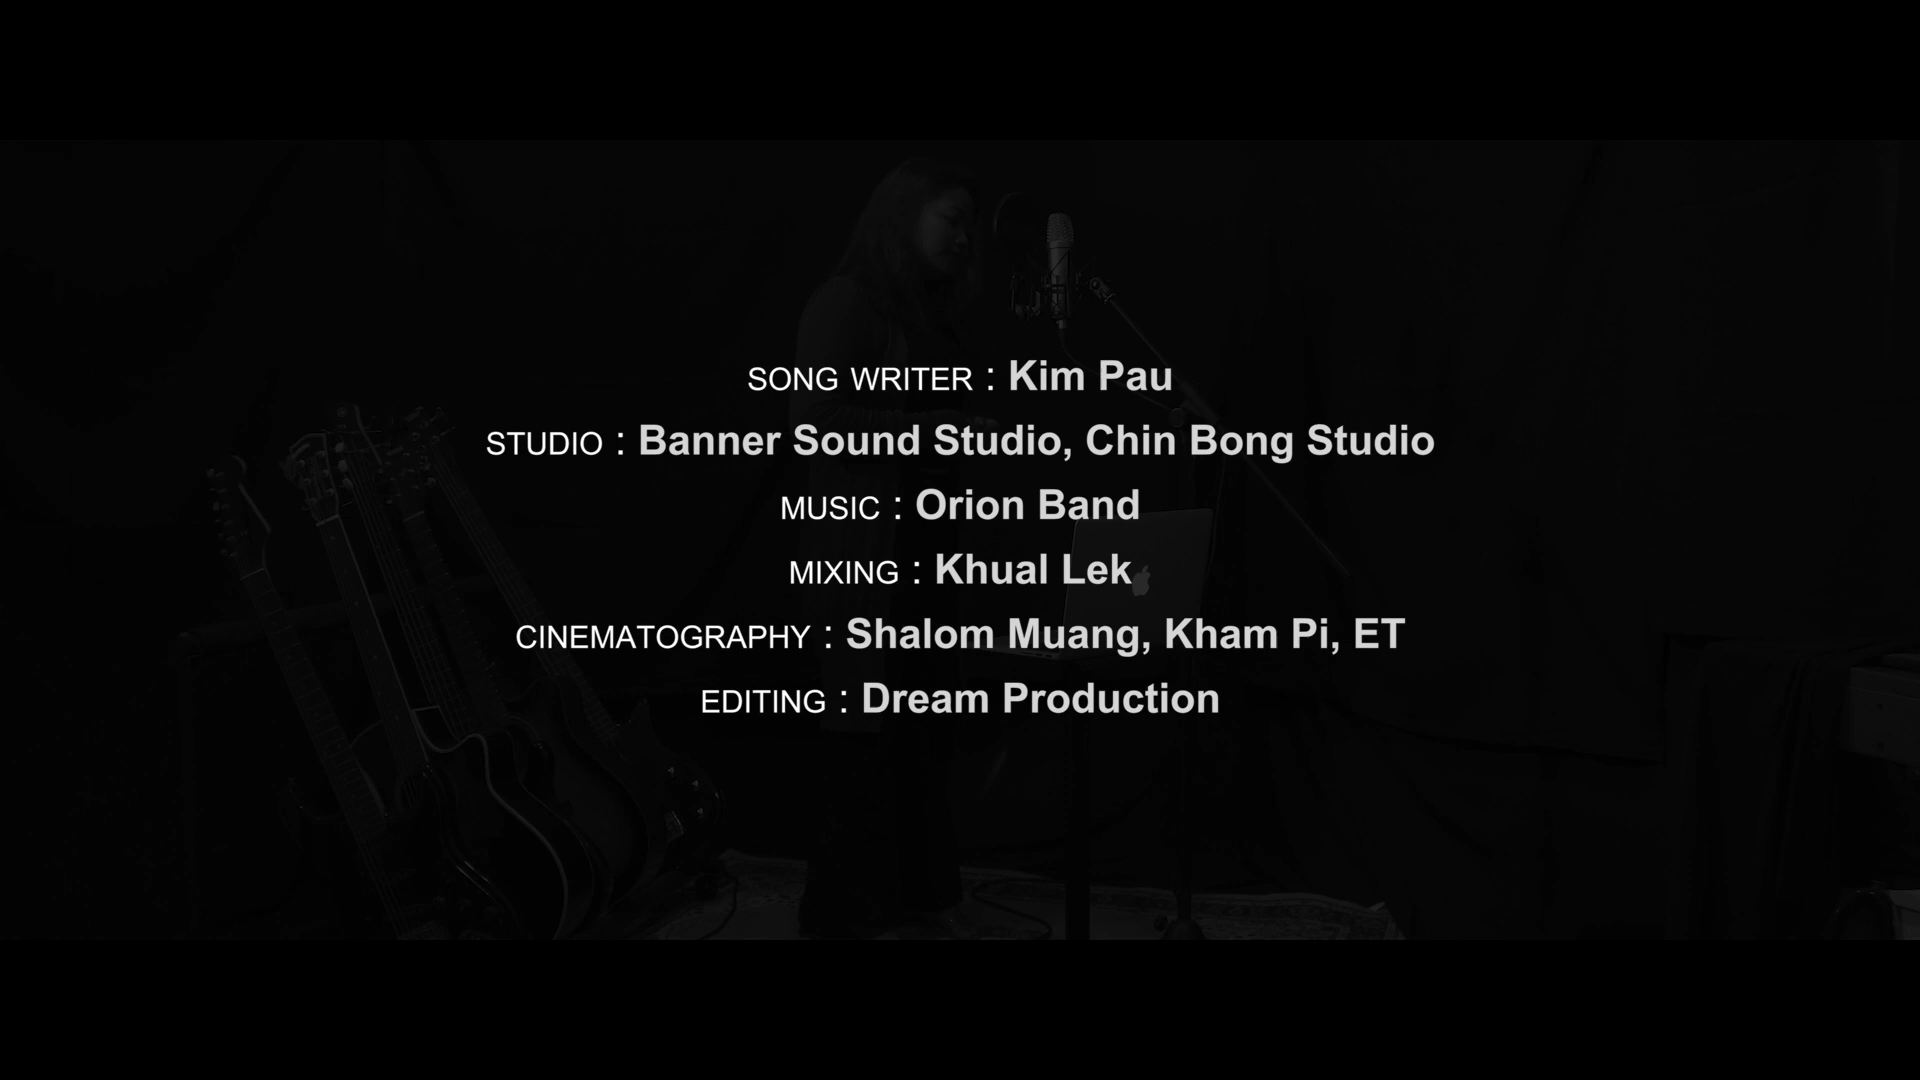 SONG WRITER : Kim Pau
STUDIO : Banner Sound Studio, Chin Bong Studio
MUSIC : Orion Band
MIXING : Khual Lek
CINEMATOGRAPHY : Shalom Muang, Kham Pi, ET
EDITING : Dream Production